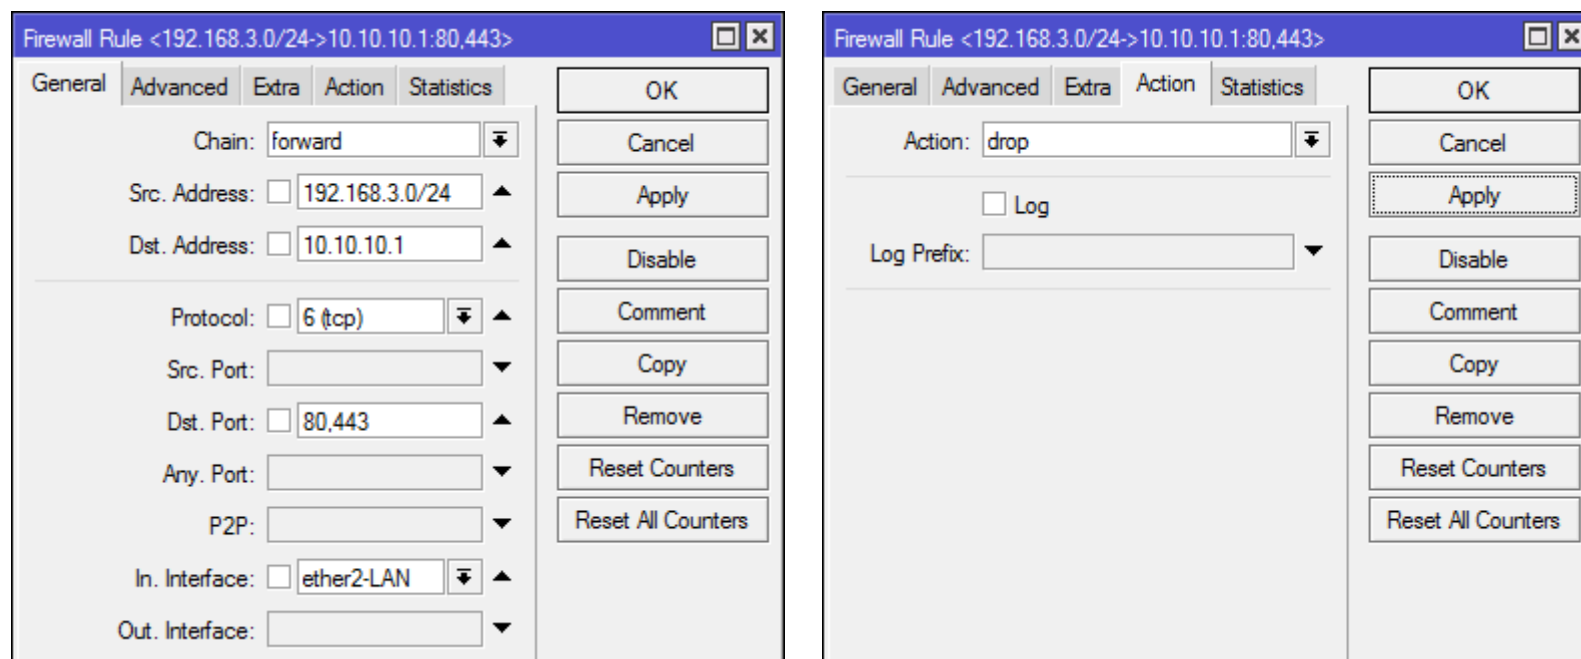 Firewall Rule <192.168.3.0/24->10.10.10.1:80,443>
General Advanced Extra Action Statistics
Chain: forward
Src. Address: 192.168.3.0/24
Dst. Address: 10.10.10.1
Protocol: 6 (tcp)
Src. Port:
Dst. Port: 80,443
Any. Port:
P2P:
In. Interface: ether2-LAN
Out. Interface:
OK
Cancel
Apply
Disable
Comment
Copy
Remove
Reset Counters
Reset All Counters
Firewall Rule <192.168.3.0/24->10.10.10.1:80,443>
General Advanced Extra Action Statistics
Action: drop
Log
Log Prefix:
OK
Cancel
Apply
Disable
Comment
Copy
Remove
Reset Counters
Reset All Counters